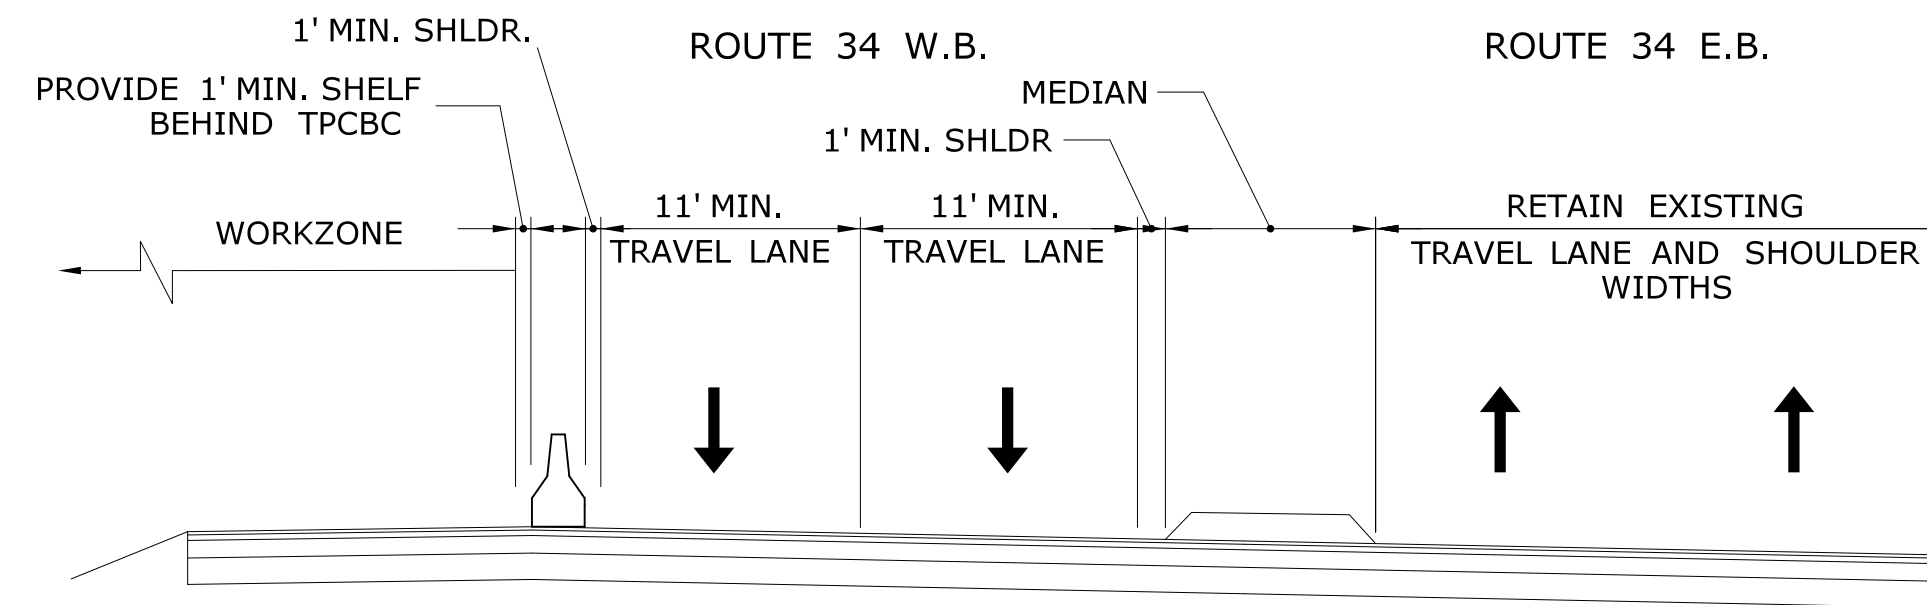 1' MIN. SHLDR.
ROUTE 34 W.B.
ROUTE 34 E.B.
PROVIDE 1' MIN. SHELF
BEHIND TPCBC
MEDIAN
1' MIN. SHLDR
WORKZONE
11' MIN.
TRAVEL LANE
11' MIN.
TRAVEL LANE
RETAIN EXISTING
TRAVEL LANE AND SHOULDER
WIDTHS